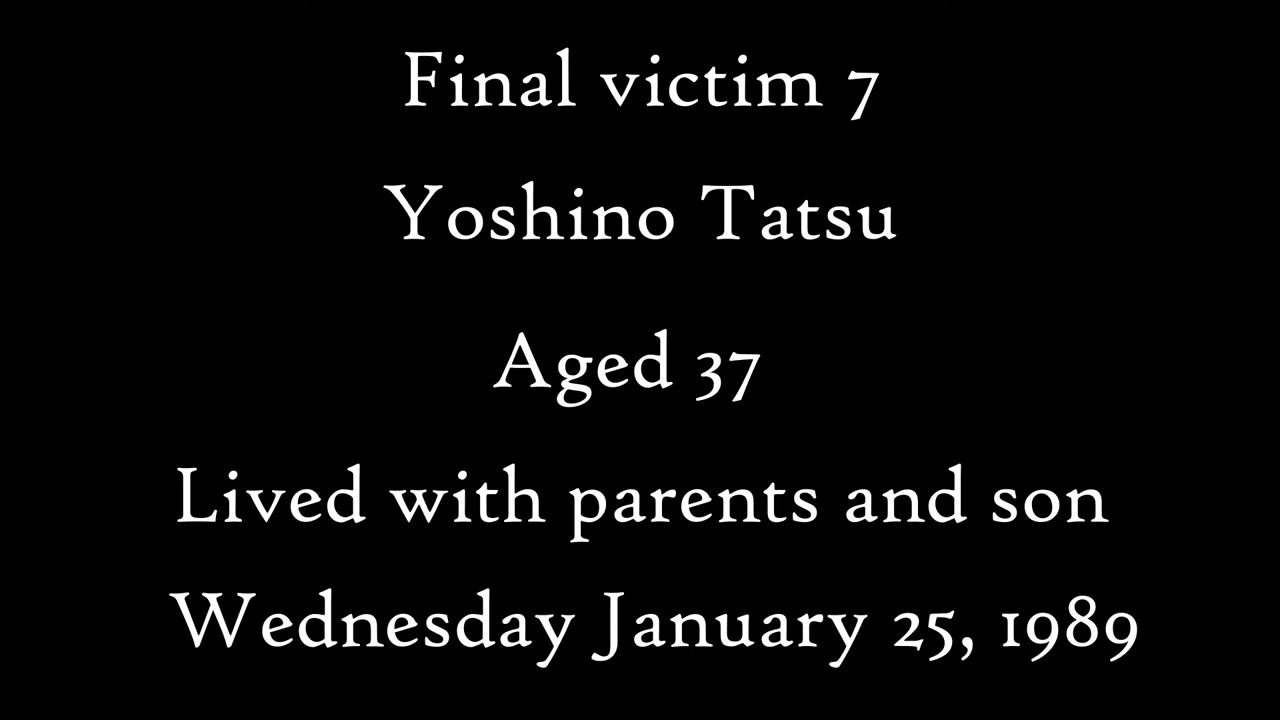 Final victim 7
Yoshino Tatsu
Aged 37
Lived with parents and son
Wednesday January 25, 1989